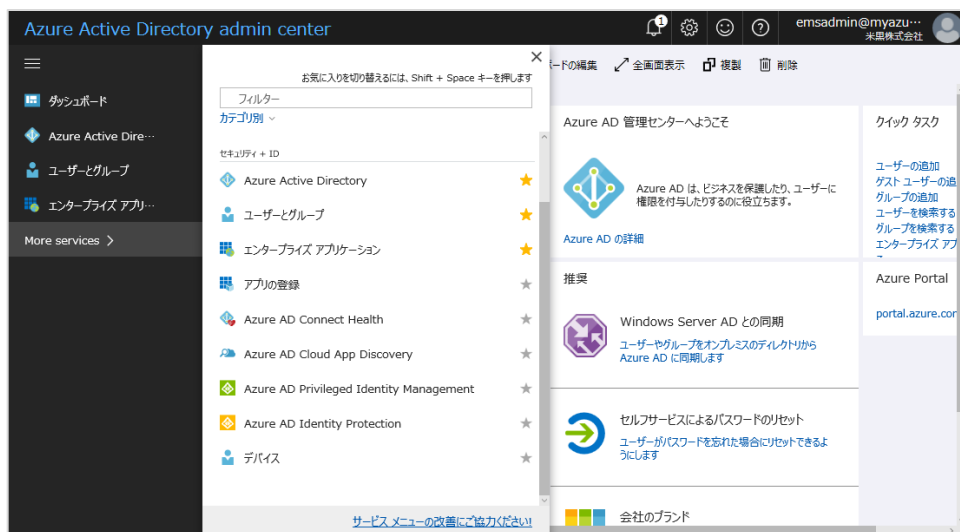 Azure Active Directory admin center
1
emsadmin@myazu…
米黒株式会社
ダッシュボード
Azure Active Dire…
ユーザーとグループ
エンタープライズ アプリ…
More services
お気に入りを切り替えるには、Shift + Space キーを押します
フィルター
カテゴリ別
セキュリティ + ID
Azure Active Directory
ユーザーとグループ
エンタープライズ アプリケーション
アプリの登録
Azure AD Connect Health
Azure AD Cloud App Discovery
Azure AD Privileged Identity Management
Azure AD Identity Protection
デバイス
サービス メニューの改善にご協力ください!
ードの編集
全画面表示
複製
削除
Azure AD 管理センターへようこそ
Azure AD は、ビジネスを保護したり、ユーザーに
権限を付与したりするのに役立ちます。
Azure AD の詳細
推奨
Windows Server AD との同期
ユーザーやグループをオンプレミスのディレクトリから
Azure AD に同期します
セルフサービスによるパスワードのリセット
ユーザーがパスワードを忘れた場合にリセットできるよ
うにします
会社のブランド
クイック タスク
ユーザーの追加
ゲスト ユーザーの追
グループの追加
ユーザーを検索する
グループを検索する
エンタープライズ アプ
Azure Portal
portal.azure.cor